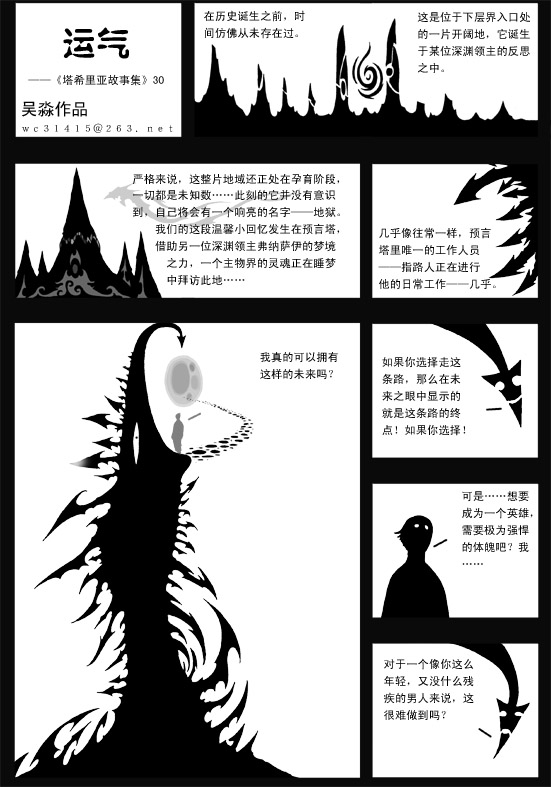 运气
——《塔希里亚故事集》30
吴淼作品
wc31415@263.net
在历史诞生之前，时
间仿佛从未存在过。
这是位于下层界入口处
的一片开阔地，它诞生
于某位深渊领主的反思
之中。
严格来说，这整片地域还正处在孕育阶段，
一切都是未知数……此刻的它并没有意识
到，自己将会有一个响亮的名字——地狱。
我们的这段温馨小回忆发生在预言塔，
借助另一位深渊领主弗纳萨伊的梦境
之力，一个主物界的灵魂正在睡梦
中拜访此地……
几乎像往常一样，预言
塔里唯一的工作人员
——指路人正在进行
他的日常工作——几乎。
我真的可以拥有
这样的未来吗？
如果你选择走这
条路，那么在未
来之眼中显示的
就是这条路的终
点！如果你选择！
可是……想要
成为一个英雄，
需要极为强悍
的体魄吧？我
……
对于一个像你这么
年轻，又没什么残
疾的男人来说，这
很难做到吗？